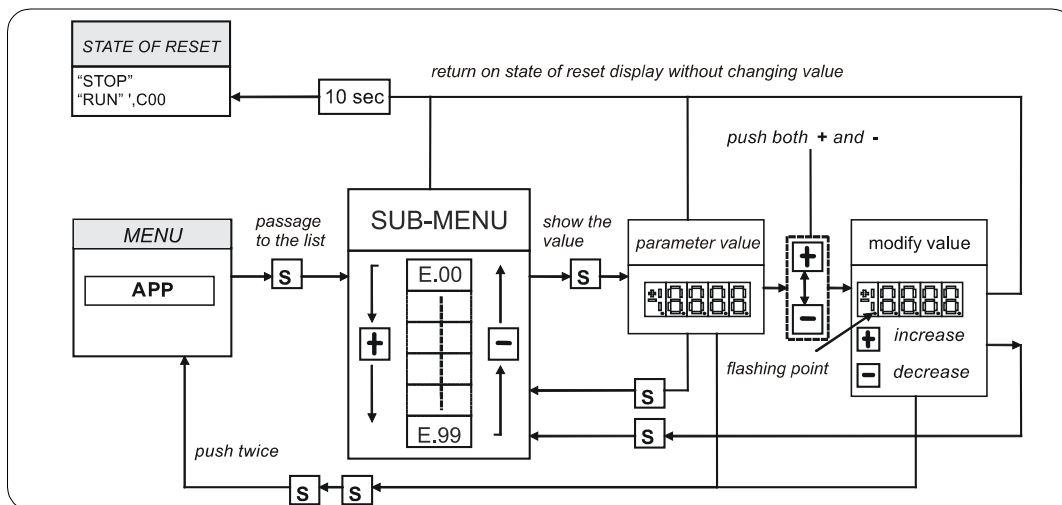 STATE OF RESET
“STOP”
“RUN” ',C00
10 sec
return on state of reset display without changing value
push both + and -
MENU
APP
passage
to the list
S
SUB-MENU
E.00
E.99
+
-
show the
value
S
parameter value
+
-
modify value
+ increase
- decrease
flashing point
S
S
push twice
S
S